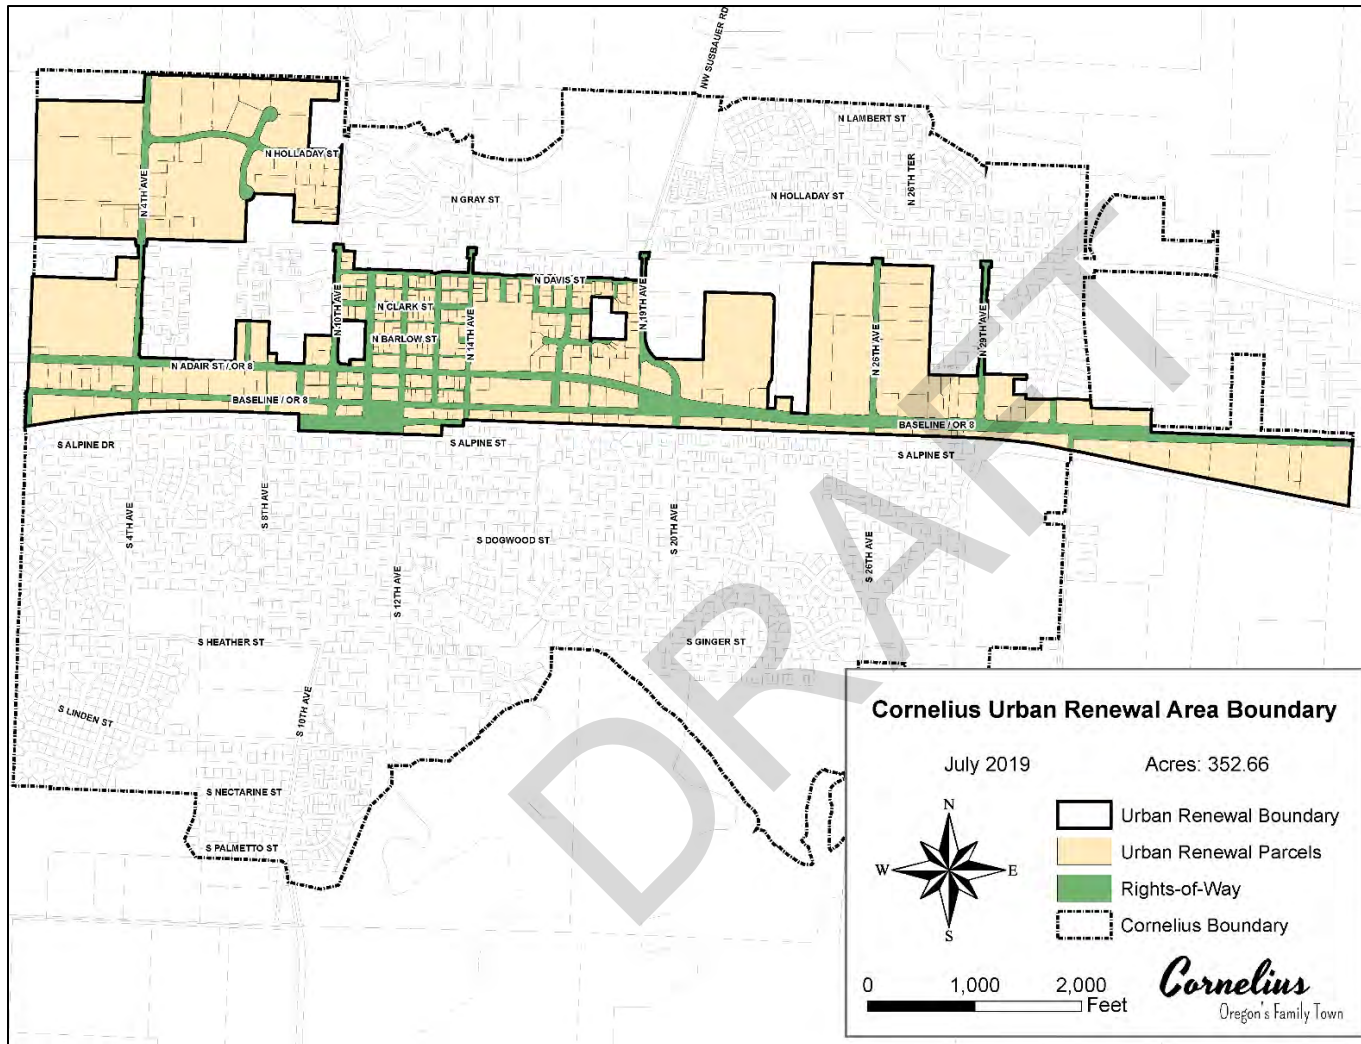 NW SUSBAUER RD
N LAMBERT ST
N HOLLADAY ST
N 26TH TER
N 4TH AVE
N GRAY ST
N HOLLADAY ST
N DAVIS ST
N 10TH AVE
N CLARK ST
N 14TH AVE
N 19TH AVE
N BARLOW ST
N 26TH AVE
N 29TH AVE
N ADAIR ST / OR 8
BASELINE / OR 8
BASELINE / OR 8
S ALPINE DR
S ALPINE ST
S ALPINE ST
S 4TH AVE
S 8TH AVE
S DOGWOOD ST
S 20TH AVE
S 26TH AVE
S 12TH AVE
S HEATHER ST
S GINGER ST
S LINDEN ST
S 10TH AVE
S NECTARINE ST
S PALMETTO ST
DRAFT
Cornelius Urban Renewal Area Boundary
July 2019 Acres: 352.66
N
W E
S
Urban Renewal Boundary
Urban Renewal Parcels
Rights-of-Way
Cornelius Boundary
0 1,000 2,000
Feet
Cornelius
Oregon's Family Town